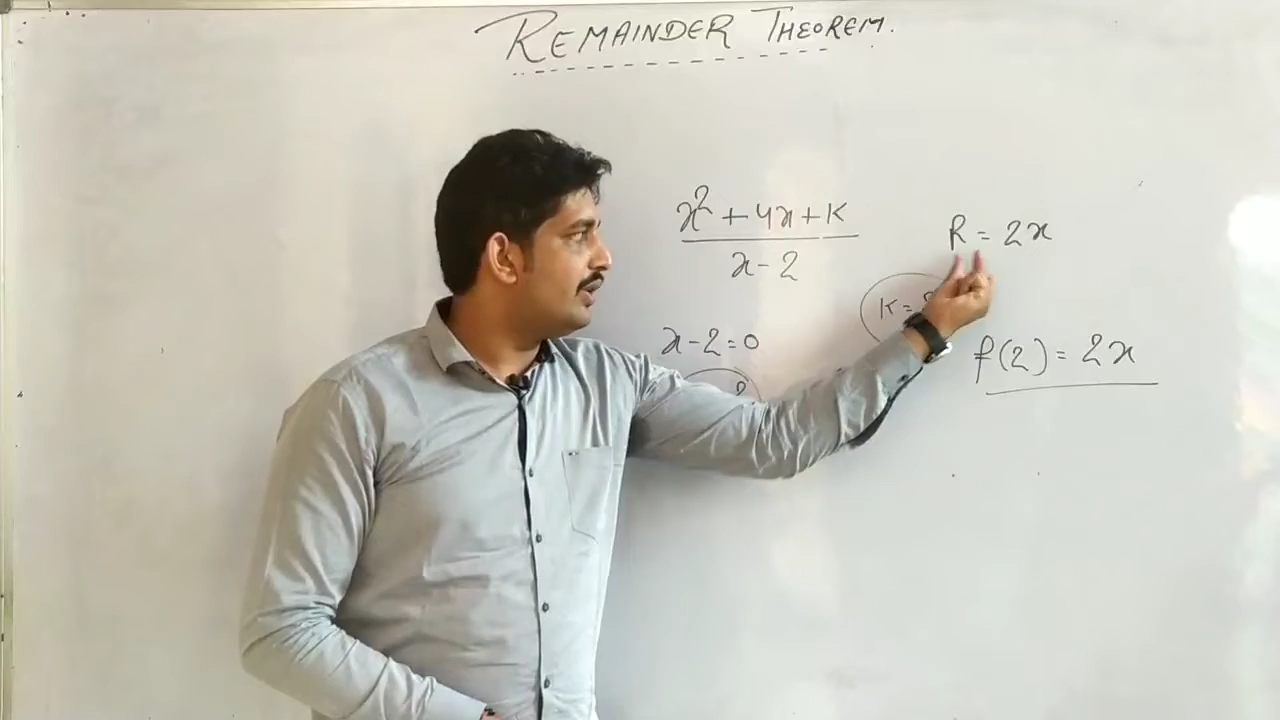 REMAINDER THEOREM.
x² + 4x + K
x - 2
R = 2x
x - 2 = 0
K =
f(2) = 2x